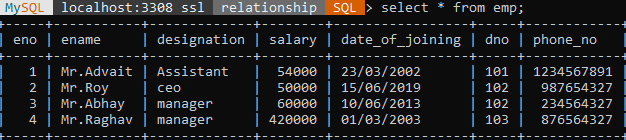 MySQL localhost:3308 ssl relationship SQL> select * from emp;
+-----+-----------+-------------+--------+-----------------+-----+------------+
| eno | ename | designation | salary | date_of_joining | dno | phone_no
+-----+-----------+-------------+--------+-----------------+-----+------------+
| 1 | Mr.Advait | Assistant | 54000 | 23/03/2002 | 101 | 1234567891
| 2 | Mr.Roy | ceo | 50000 | 15/06/2019 | 102 | 987654327
| 3 | Mr.Abhay | manager | 60000 | 10/06/2013 | 102 | 234564327
| 4 | Mr.Raghav | manager | 420000 | 01/03/2003 | 103 | 876564327
+-----+-----------+-------------+--------+-----------------+-----+------------+